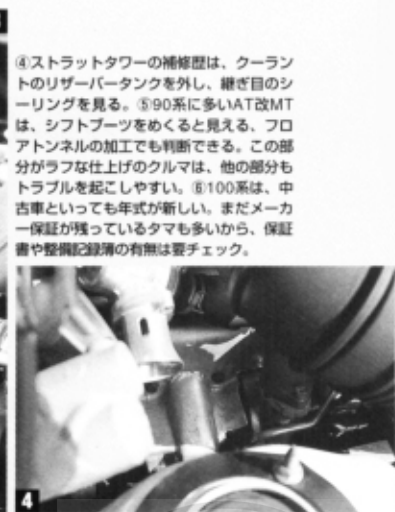 ④ストラットタワーの補修歴は、クーラン
トのリザーバータンクを外し、継ぎ目のシ
ーリングを見る。⑤90系に多いAT改MT
は、シフトブーツをめくると見える、フロ
アトンネルの加工でも判断できる。この部
分がラフな仕上げのクルマは、他の部分も
トラブルを起こしやすい。⑥100系は、中
古車といっても年式が新しい。まだメーカ
ー保証が残っているタマも多いから、保証
書や整備記録簿の有無は要チェック。
4